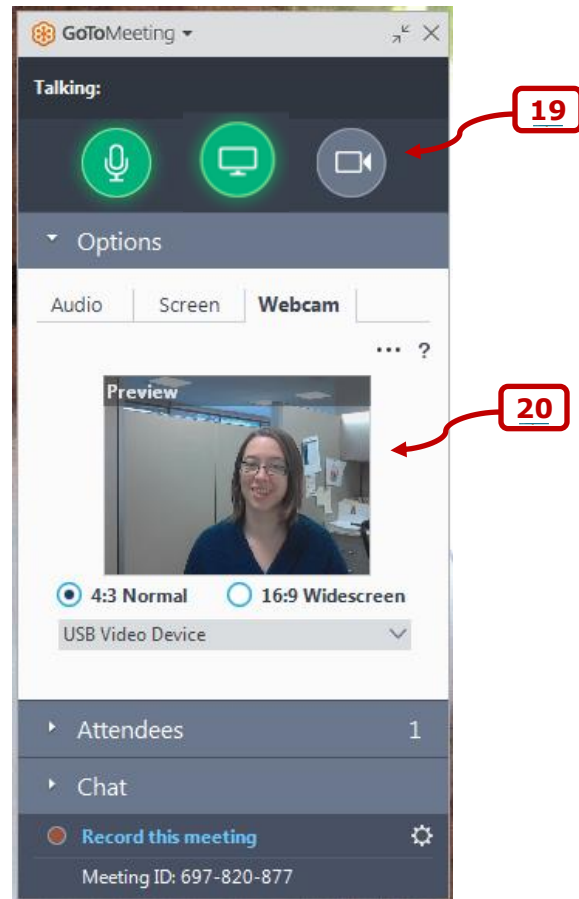 GoToMeeting
Talking:
19
Options
Audio Screen Webcam
... ?
Preview
20
4:3 Normal 16:9 Widescreen
USB Video Device
Attendees 1
Chat
Record this meeting
Meeting ID: 697-820-877